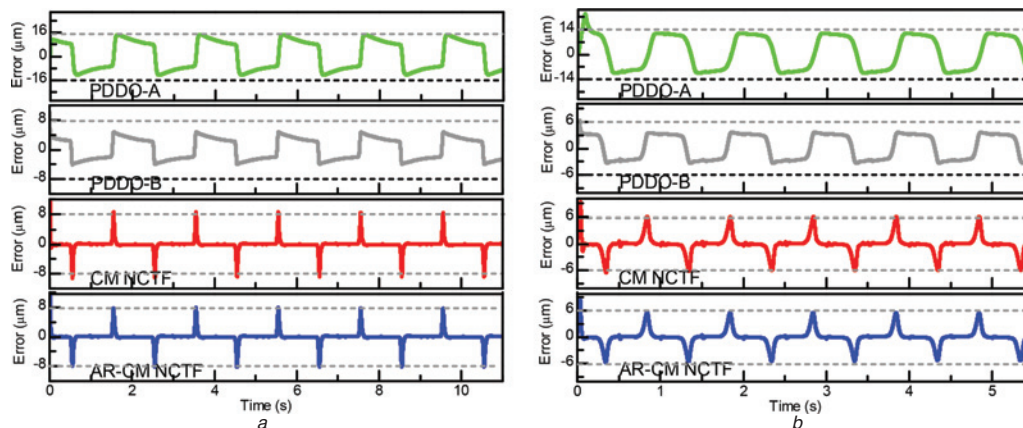 Error (μm)
16
0
-16
PDDO-A
Error (μm)
8
0
-8
PDDO-B
Error (μm)
8
0
-8
CM NCTF
Error (μm)
8
0
-8
AR-CM NCTF
0 2 4 6 8 10
Time (s)
a
Error (μm)
14
0
-14
PDDO-A
Error (μm)
6
0
-6
PDDO-B
Error (μm)
6
0
-6
CM NCTF
Error (μm)
6
0
-6
AR-CM NCTF
0 1 2 3 4 5
Time (s)
b